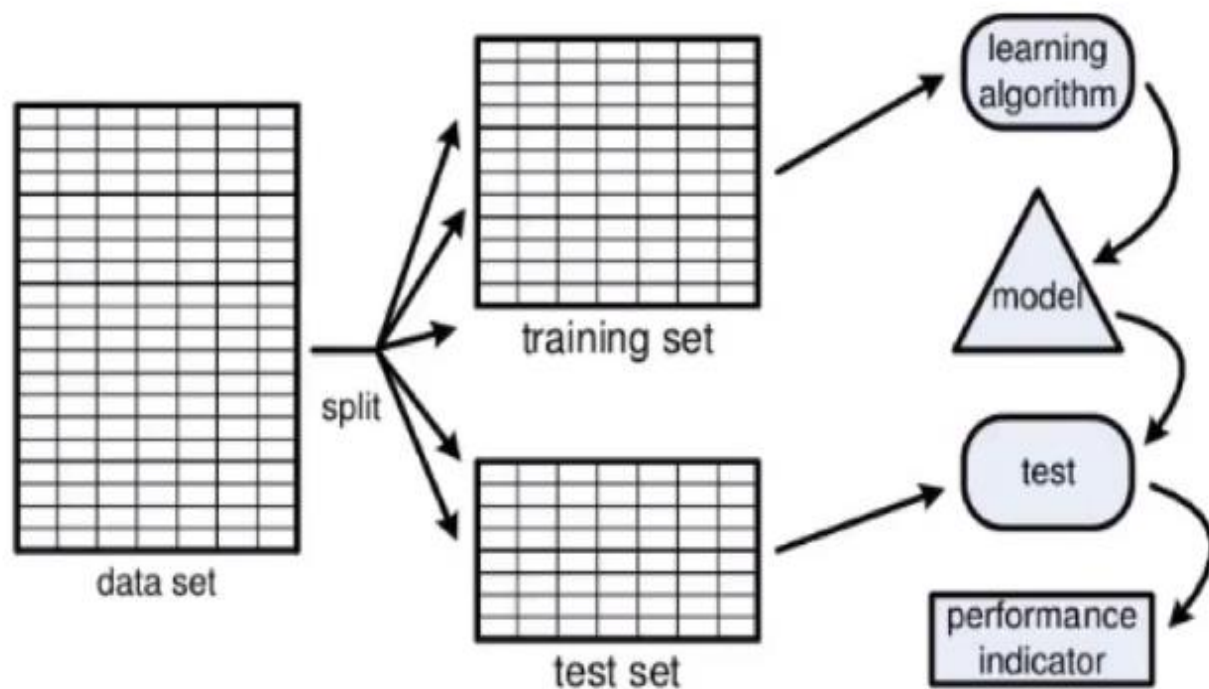 data set
split
training set
test set
learning
algorithm
model
test
performance
indicator